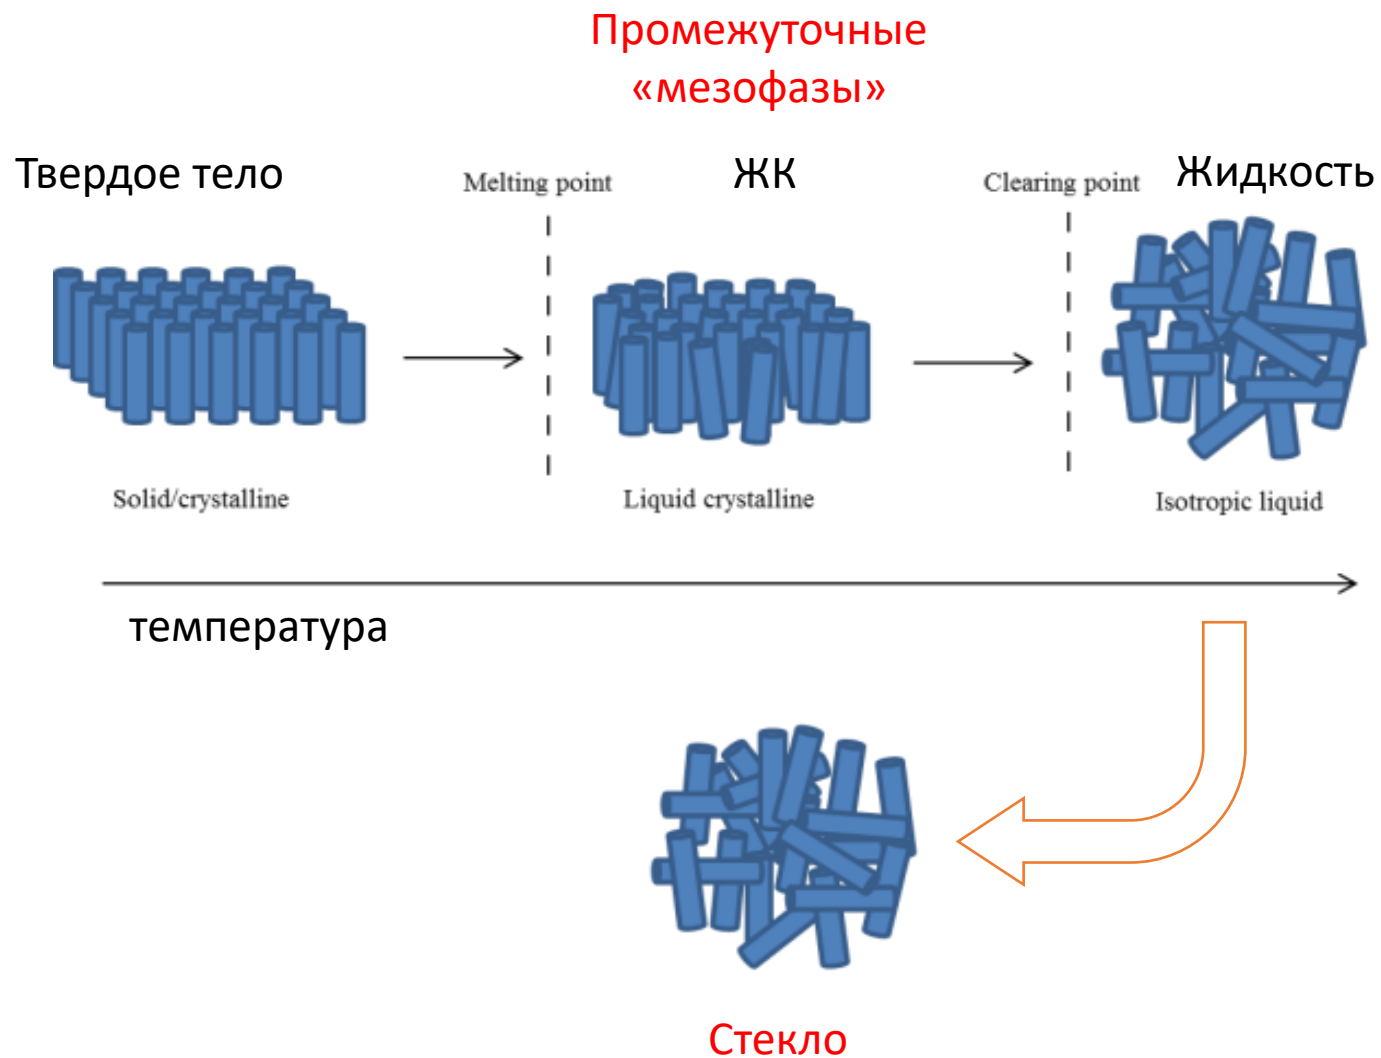 Промежуточные
«мезофазы»
Твердое тело
Melting point
ЖК
Clearing point
Жидкость
Solid/crystalline
Liquid crystalline
Isotropic liquid
температура
Стекло